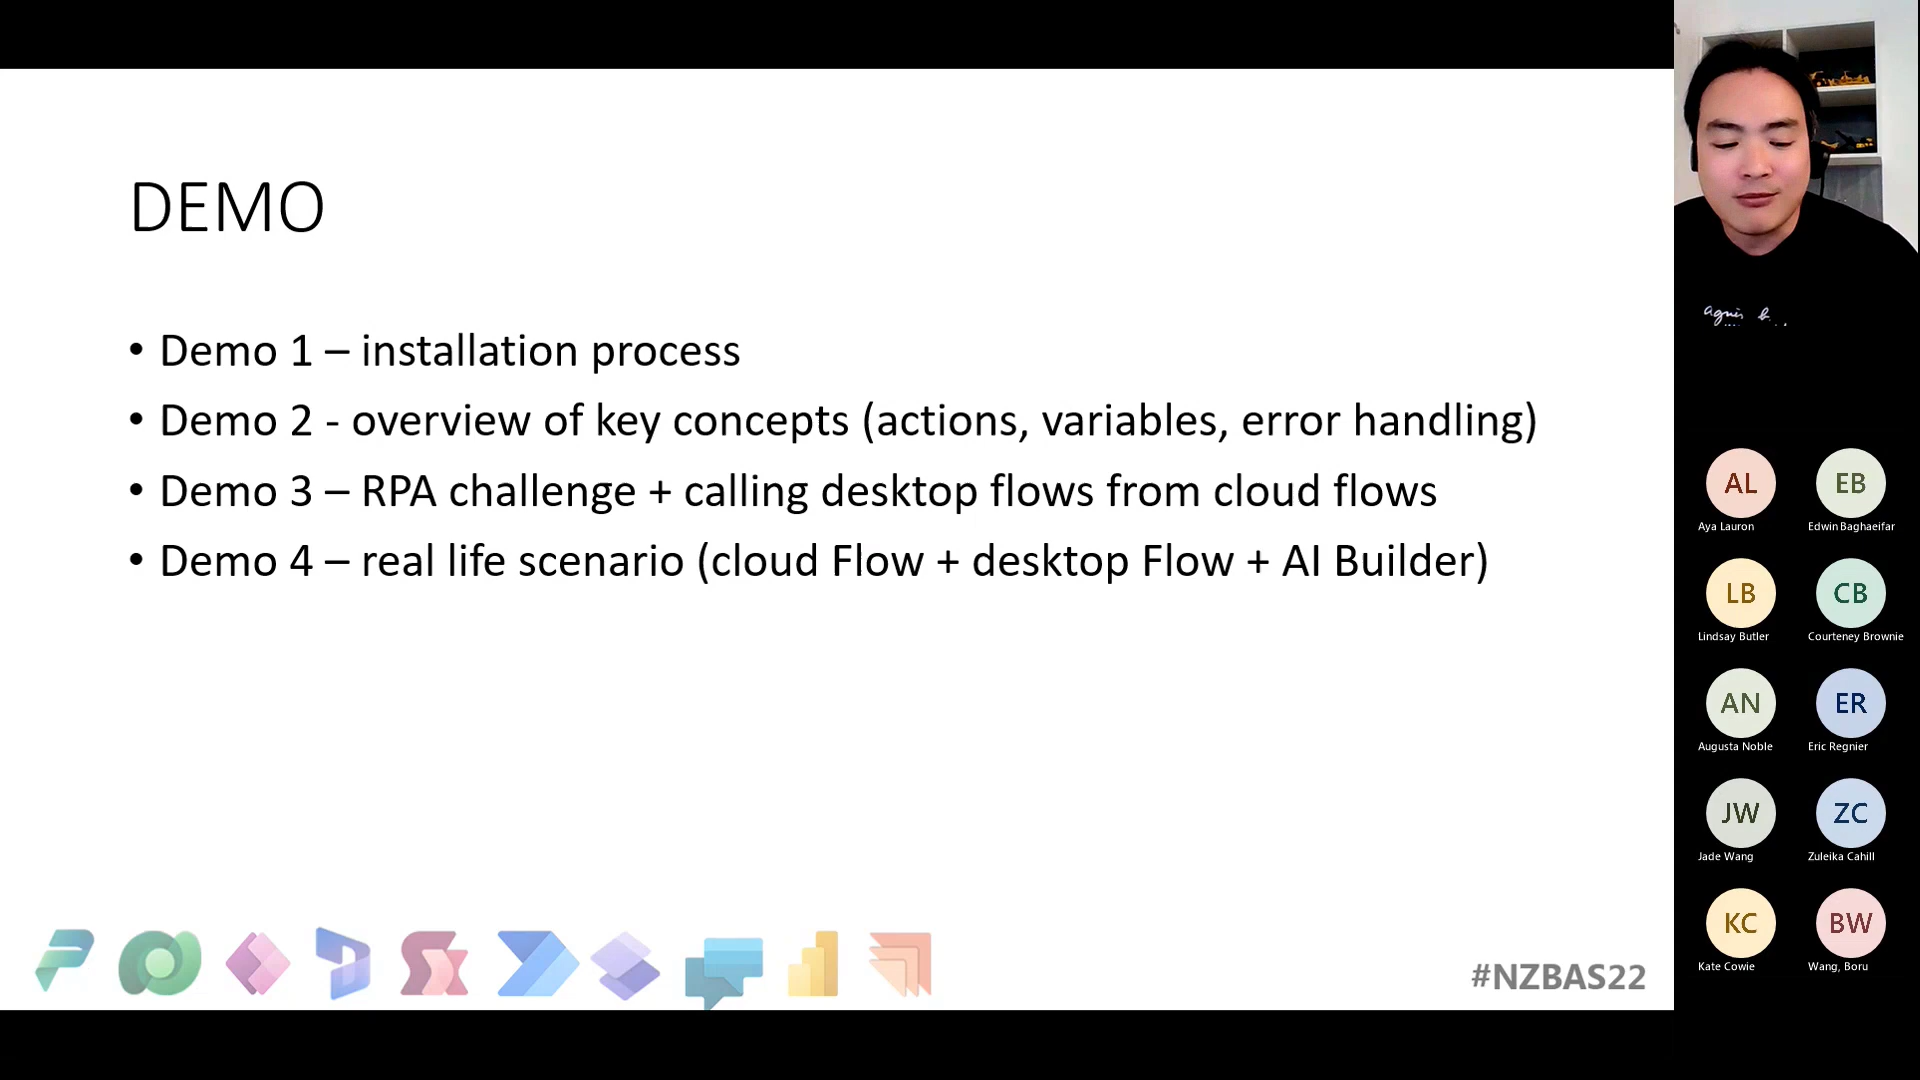 DEMO
• Demo 1 – installation process
• Demo 2 - overview of key concepts (actions, variables, error handling)
• Demo 3 – RPA challenge + calling desktop flows from cloud flows
• Demo 4 – real life scenario (cloud Flow + desktop Flow + AI Builder)
#NZBAS22
agnès b.
AL
Aya Lauron
EB
Edwin Baghaeifar
LB
Lindsay Butler
CB
Courteney Brownie
AN
Augusta Noble
ER
Eric Regnier
JW
Jade Wang
ZC
Zuleika Cahill
KC
Kate Cowie
BW
Wang, Boru